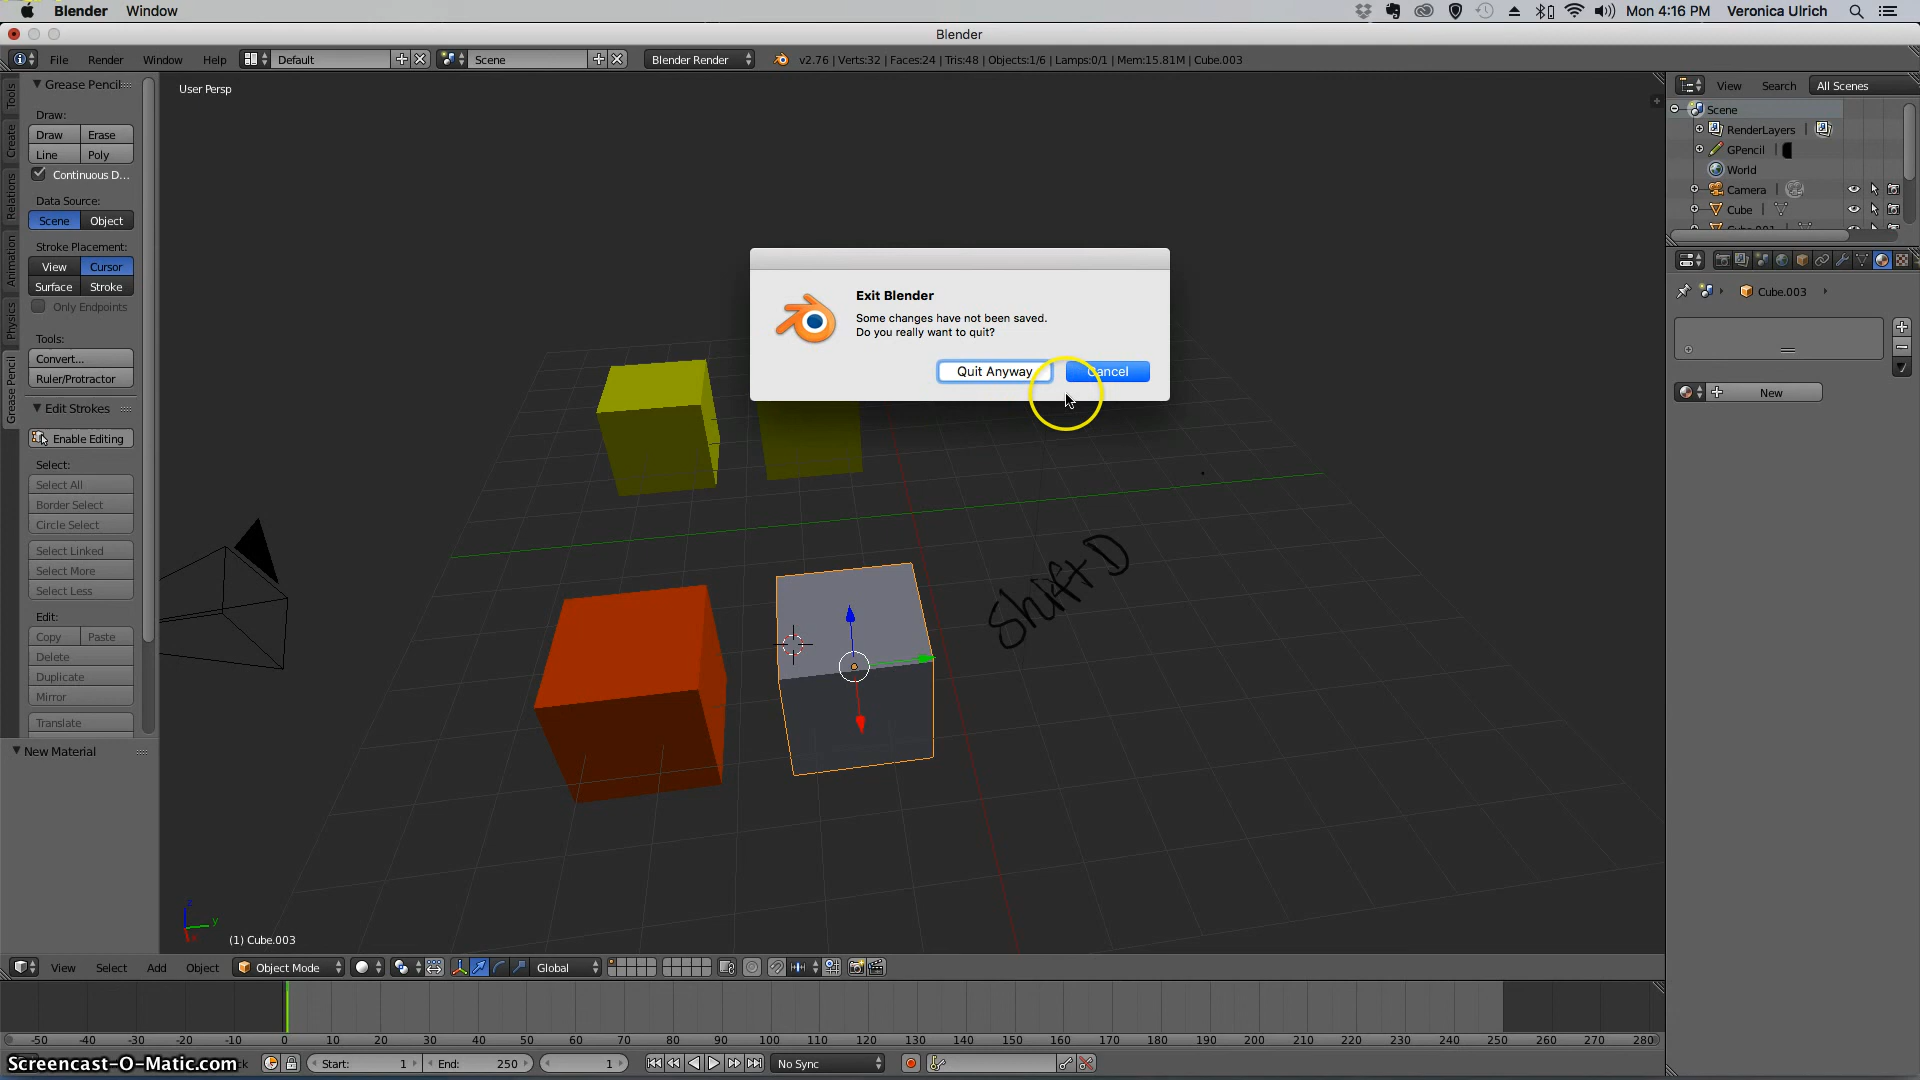 Blender Window Mon 4:16 PM Veronica Ulrich
Blender
File Render Window Help Default Scene Blender Render v2.76 | Verts:32 | Faces:24 | Tris:48 | Objects:1/6 | Lamps:0/1 | Mem:15.81M | Cube.003
Tools
Create
Relations
Animation
Physics
Grease Pencil
Grease Pencil
Draw:
Draw Erase
Line Poly
Continuous D...
Data Source:
Scene Object
Stroke Placement:
View Cursor
Surface Stroke
Only Endpoints
Tools:
Convert...
Ruler/Protractor
Edit Strokes
Enable Editing
Select:
Select All
Border Select
Circle Select
Select Linked
Select More
Select Less
Edit:
Copy Paste
Delete
Duplicate
Mirror
Translate
New Material
User Persp
Exit Blender
Some changes have not been saved.
Do you really want to quit?
Quit Anyway Cancel
Shift D
z
y
(1) Cube.003
View Search All Scenes
Scene
RenderLayers
GPencil
World
Camera
Cube
Cube.001
Cube.003
New
View Select Add Object Object Mode Global
-50 -40 -30 -20 -10 0 10 20 30 40 50 60 70 80 90 100 110 120 130 140 150 160 170 180 190 200 210 220 230 240 250 260 270 280
Screencast-O-Matic.com Start: 1 End: 250 1 No Sync